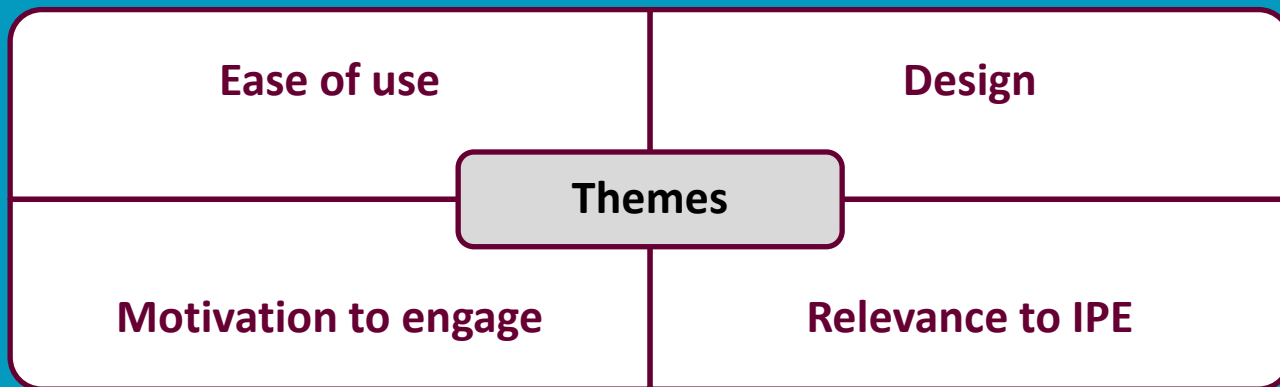 Ease of use
Design
Themes
Motivation to engage
Relevance to IPE